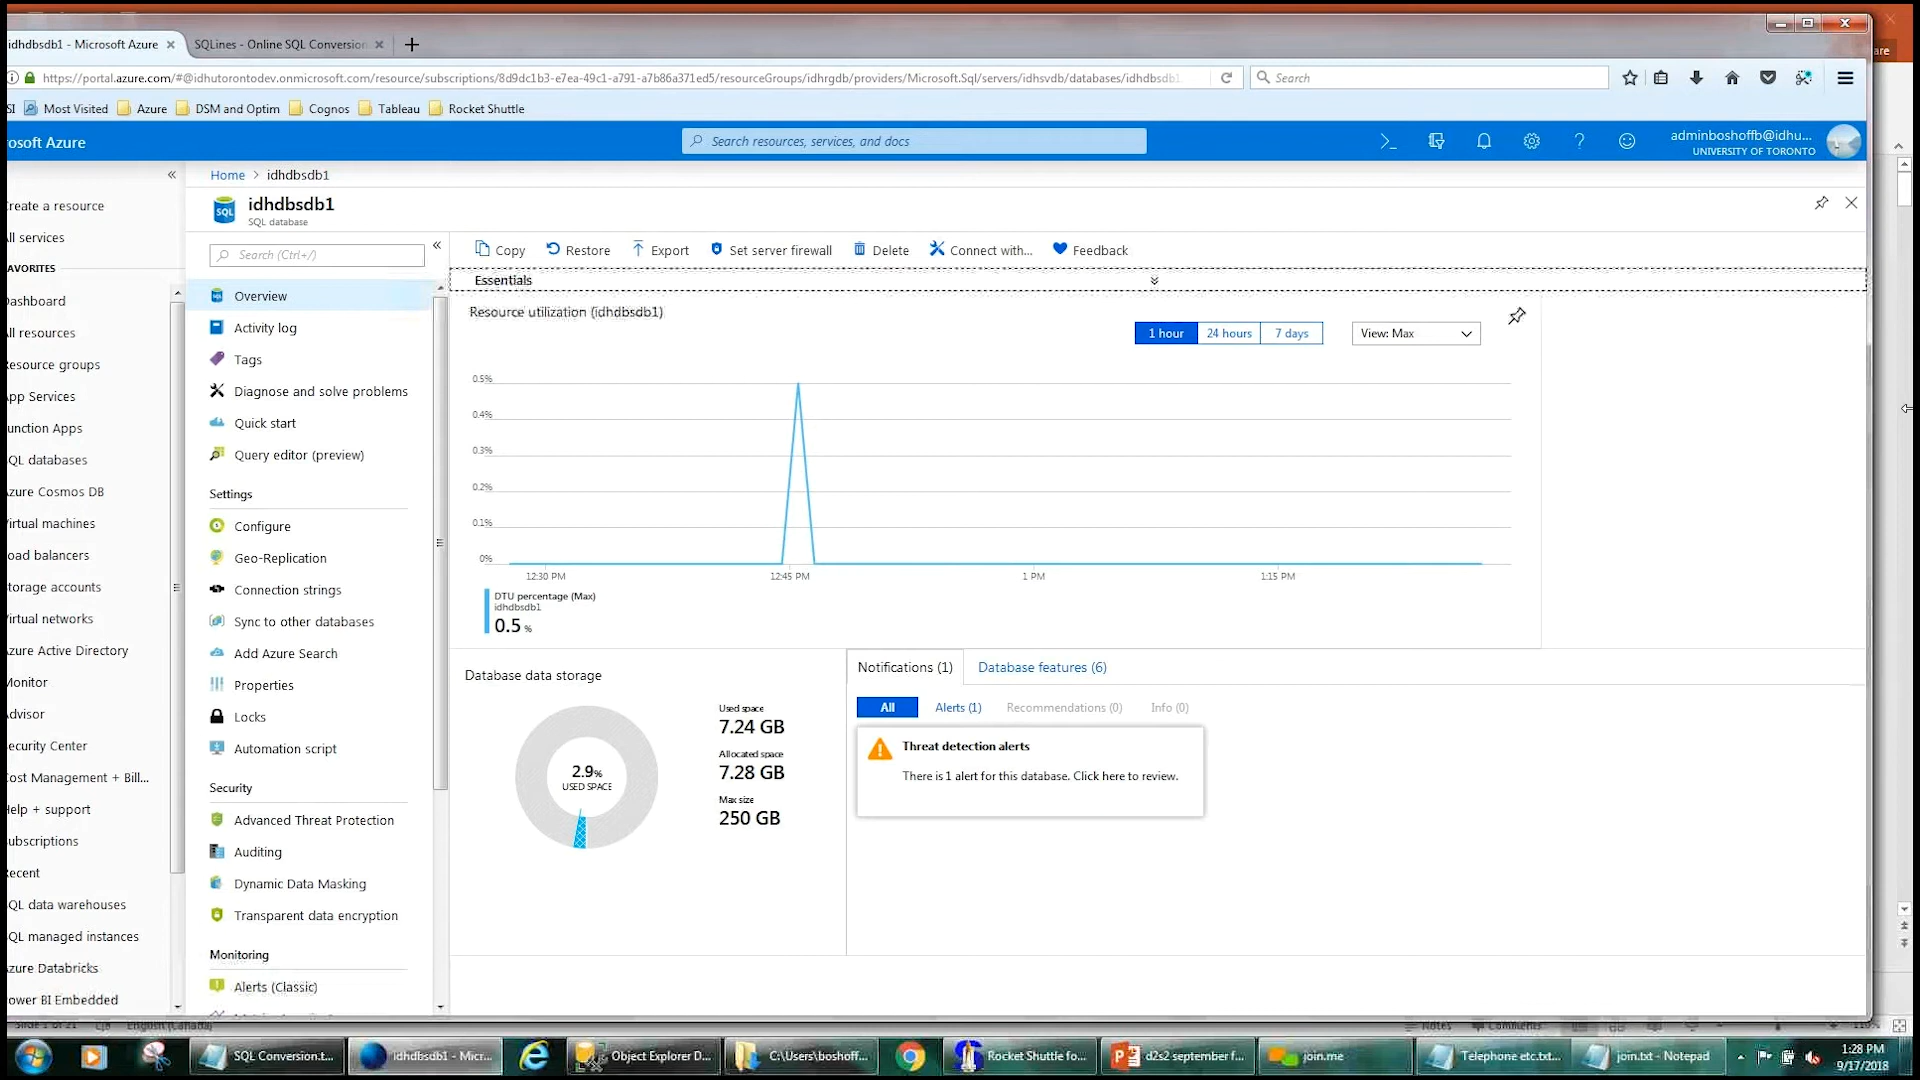 idhdbsdb1 - Microsoft Azure
SQLines - Online SQL Conversion
https://portal.azure.com/#@idhutorontodev.onmicrosoft.com/resource/subscriptions/8d9dc1b3-e7ea-49c1-a791-a7b86a371ed5/resourceGroups/idhrgdb/providers/Microsoft.Sql/servers/idhsvdb/databases/idhdbsdb1
Search
Most Visited
Azure
DSM and Optim
Cognos
Tableau
Rocket Shuttle
rosoft Azure
Search resources, services, and docs
adminboshoffb@idhu...
UNIVERSITY OF TORONTO
Home > idhdbsdb1
idhdbsdb1
SQL database
reate a resource
ll services
AVORITES
Dashboard
ll resources
esource groups
pp Services
unction Apps
QL databases
zure Cosmos DB
irtual machines
oad balancers
torage accounts
irtual networks
zure Active Directory
onitor
dvisor
ecurity Center
ost Management + Bill...
elp + support
ubscriptions
ecent
QL data warehouses
QL managed instances
zure Databricks
ower BI Embedded
Search (Ctrl+/)
Overview
Activity log
Tags
Diagnose and solve problems
Quick start
Query editor (preview)
Settings
Configure
Geo-Replication
Connection strings
Sync to other databases
Add Azure Search
Properties
Locks
Automation script
Security
Advanced Threat Protection
Auditing
Dynamic Data Masking
Transparent data encryption
Monitoring
Alerts (Classic)
Copy
Restore
Export
Set server firewall
Delete
Connect with...
Feedback
Essentials
Resource utilization (idhdbsdb1)
1 hour
24 hours
7 days
View: Max
0.5%
0.4%
0.3%
0.2%
0.1%
0%
12:30 PM
12:45 PM
1 PM
1:15 PM
DTU percentage (Max)
idhdbsdb1
0.5 %
Database data storage
2.9%
USED SPACE
Used space
7.24 GB
Allocated space
7.28 GB
Max size
250 GB
Notifications (1)
Database features (6)
All
Alerts (1)
Recommendations (0)
Info (0)
Threat detection alerts
There is 1 alert for this database. Click here to review.
Slide 1 of 21
English (Canada)
Notes
Comments
SQL Conversion.t...
idhdbsdb1 - Micr...
Object Explorer D...
C:\Users\boshoff...
Rocket Shuttle fo...
d2s2 september f...
join.me
Telephone etc.txt...
join.txt - Notepad
1:28 PM
9/17/2018